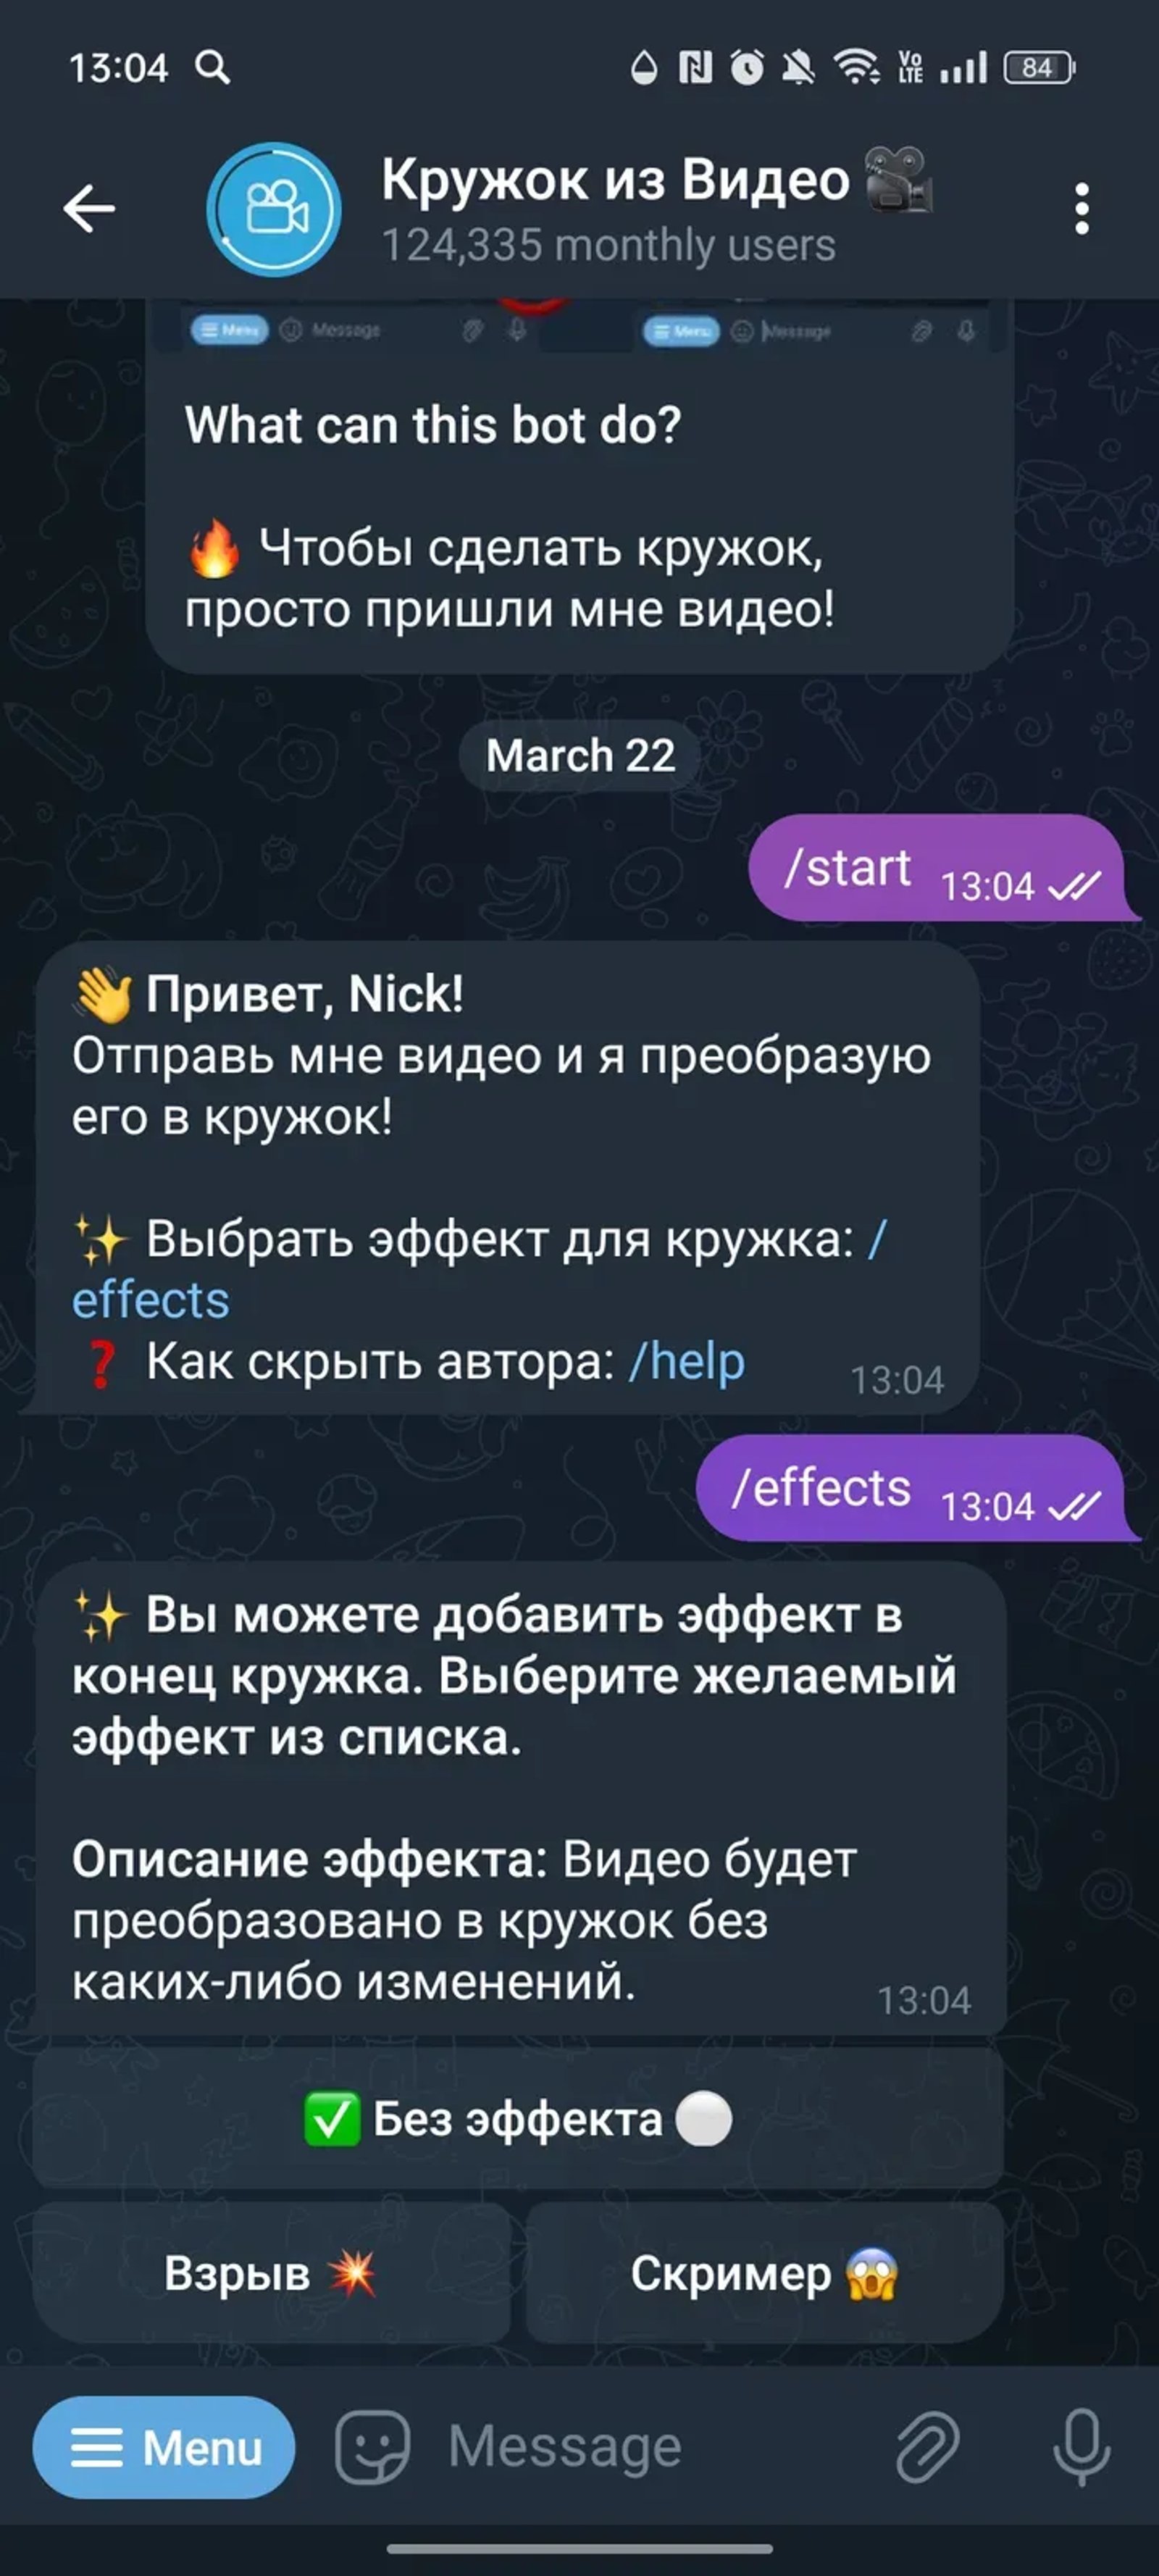 13:04
Vo
LTE
84
Кружок из Видео 🎥
124,335 monthly users
Menu Message Menu Message
What can this bot do?
🔥 Чтобы сделать кружок,
просто пришли мне видео!
March 22
/start 13:04
👋 Привет, Nick!
Отправь мне видео и я преобразую
его в кружок!
✨ Выбрать эффект для кружка: /
effects
❓ Как скрыть автора: /help 13:04
/effects 13:04
✨ Вы можете добавить эффект в
конец кружка. Выберите желаемый
эффект из списка.
Описание эффекта: Видео будет
преобразовано в кружок без
каких-либо изменений. 13:04
✅ Без эффекта ⚪
Взрыв 💥 Скример 😱
Menu Message